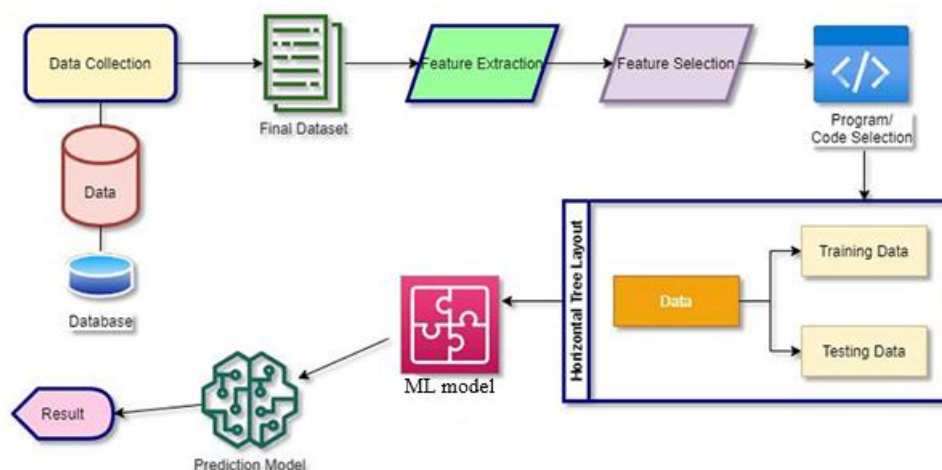 Data Collection
Final Dataset
Feature Extraction
Feature Selection
Program/
Code Selection
Data
Database
Horizontal Tree Layout
Data
Training Data
Testing Data
ML model
Prediction Model
Result